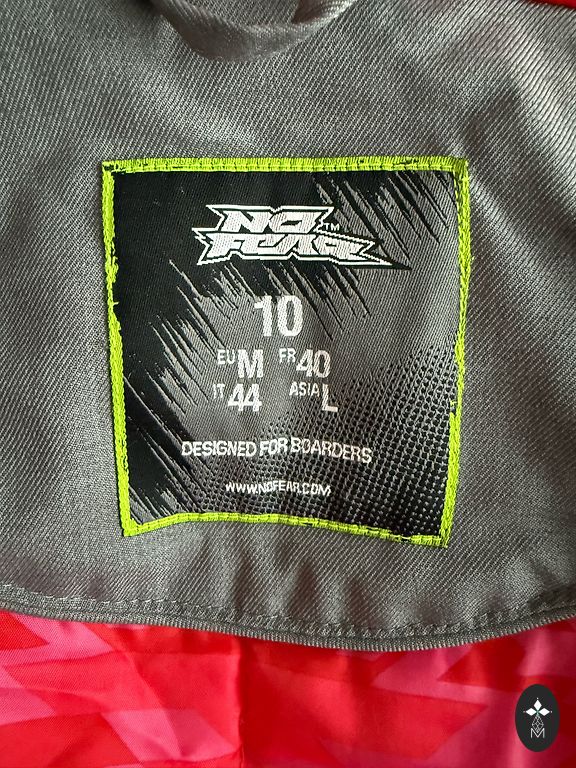 NO
FEAR™
10
EU M FR 40
IT 44 ASIA L
DESIGNED FOR BOARDERS
WWW.NOFEAR.COM
M